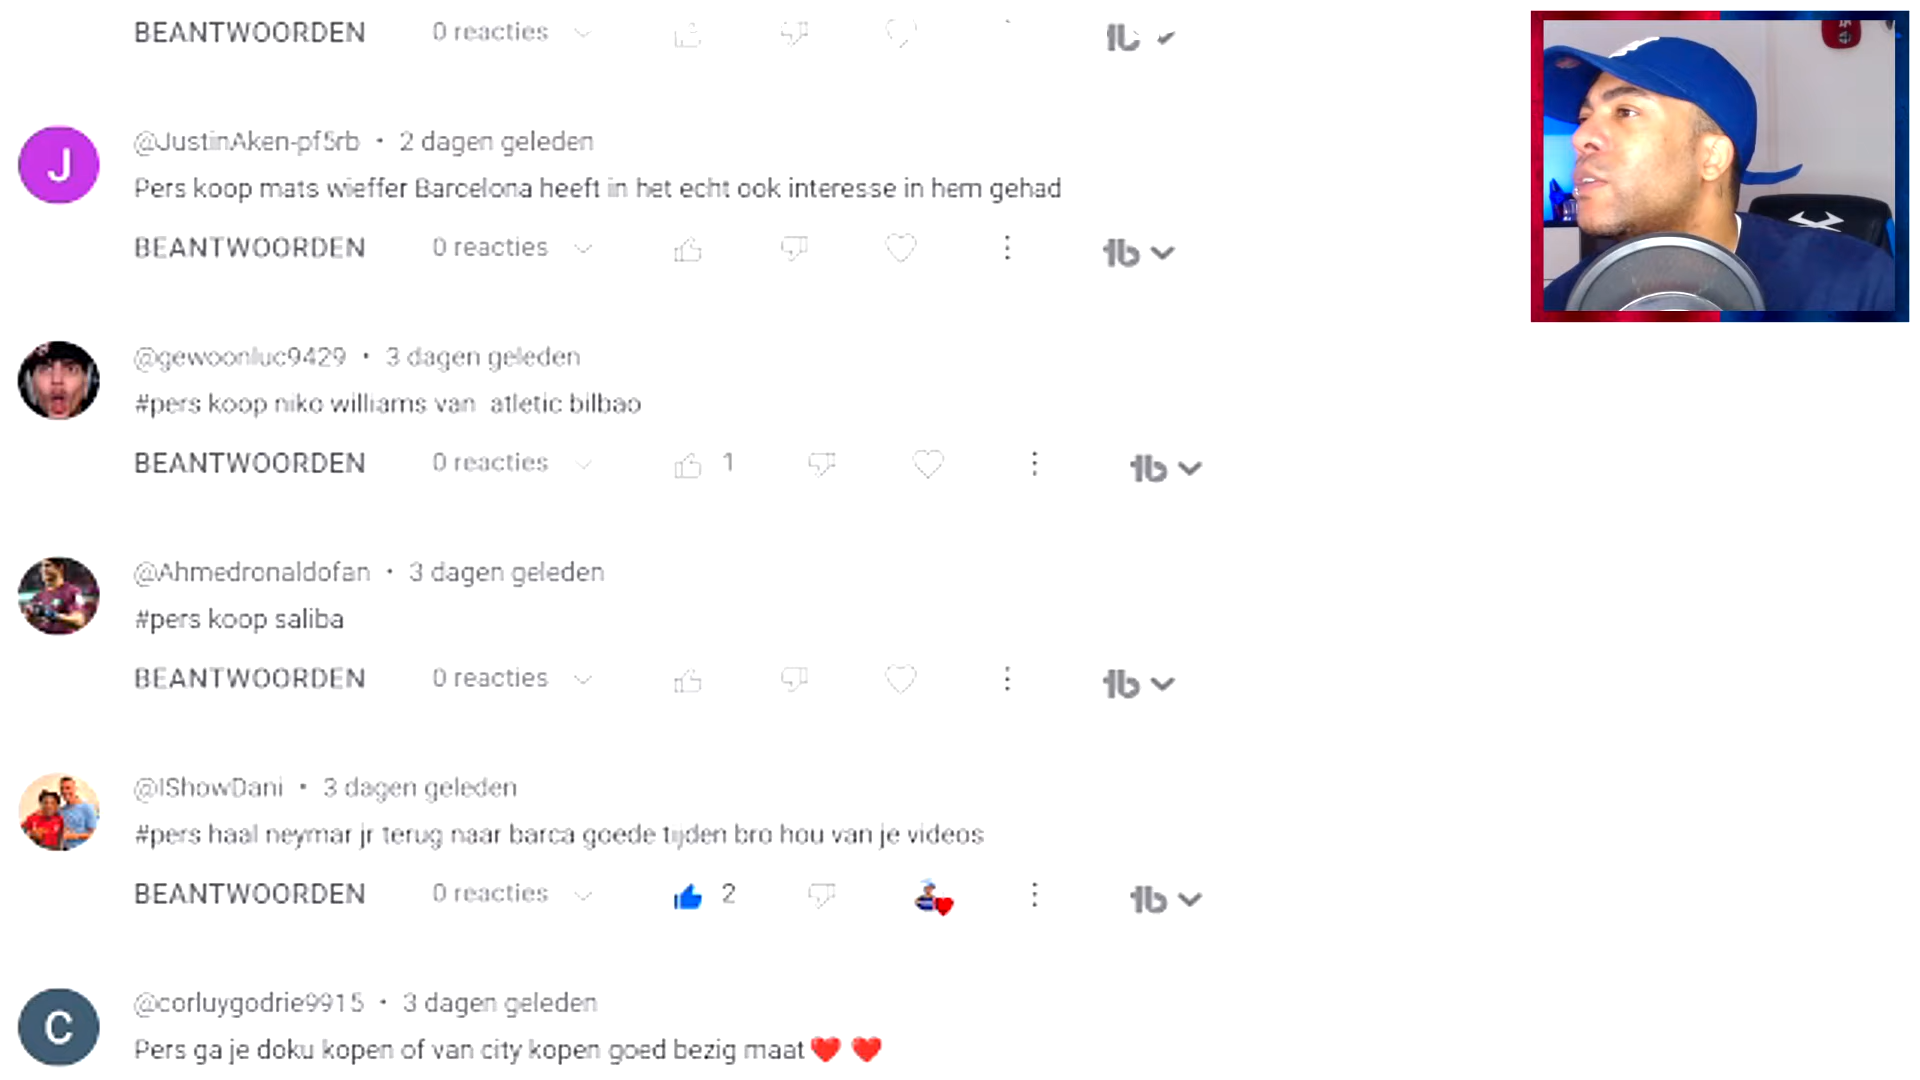 BEANTWOORDEN 0 reacties
@JustinAken-pf5rb • 2 dagen geleden
Pers koop mats wieffer Barcelona heeft in het echt ook interesse in hem gehad
BEANTWOORDEN 0 reacties
@gewoonluc9429 • 3 dagen geleden
#pers koop niko williams van atletic bilbao
BEANTWOORDEN 0 reacties 1
@Ahmedronaldofan • 3 dagen geleden
#pers koop saliba
BEANTWOORDEN 0 reacties
@IShowDani • 3 dagen geleden
#pers haal neymar jr terug naar barca goede tijden bro hou van je videos
BEANTWOORDEN 0 reacties 2
@corluygodrie9915 • 3 dagen geleden
Pers ga je doku kopen of van city kopen goed bezig maat❤️ ❤️
J
C